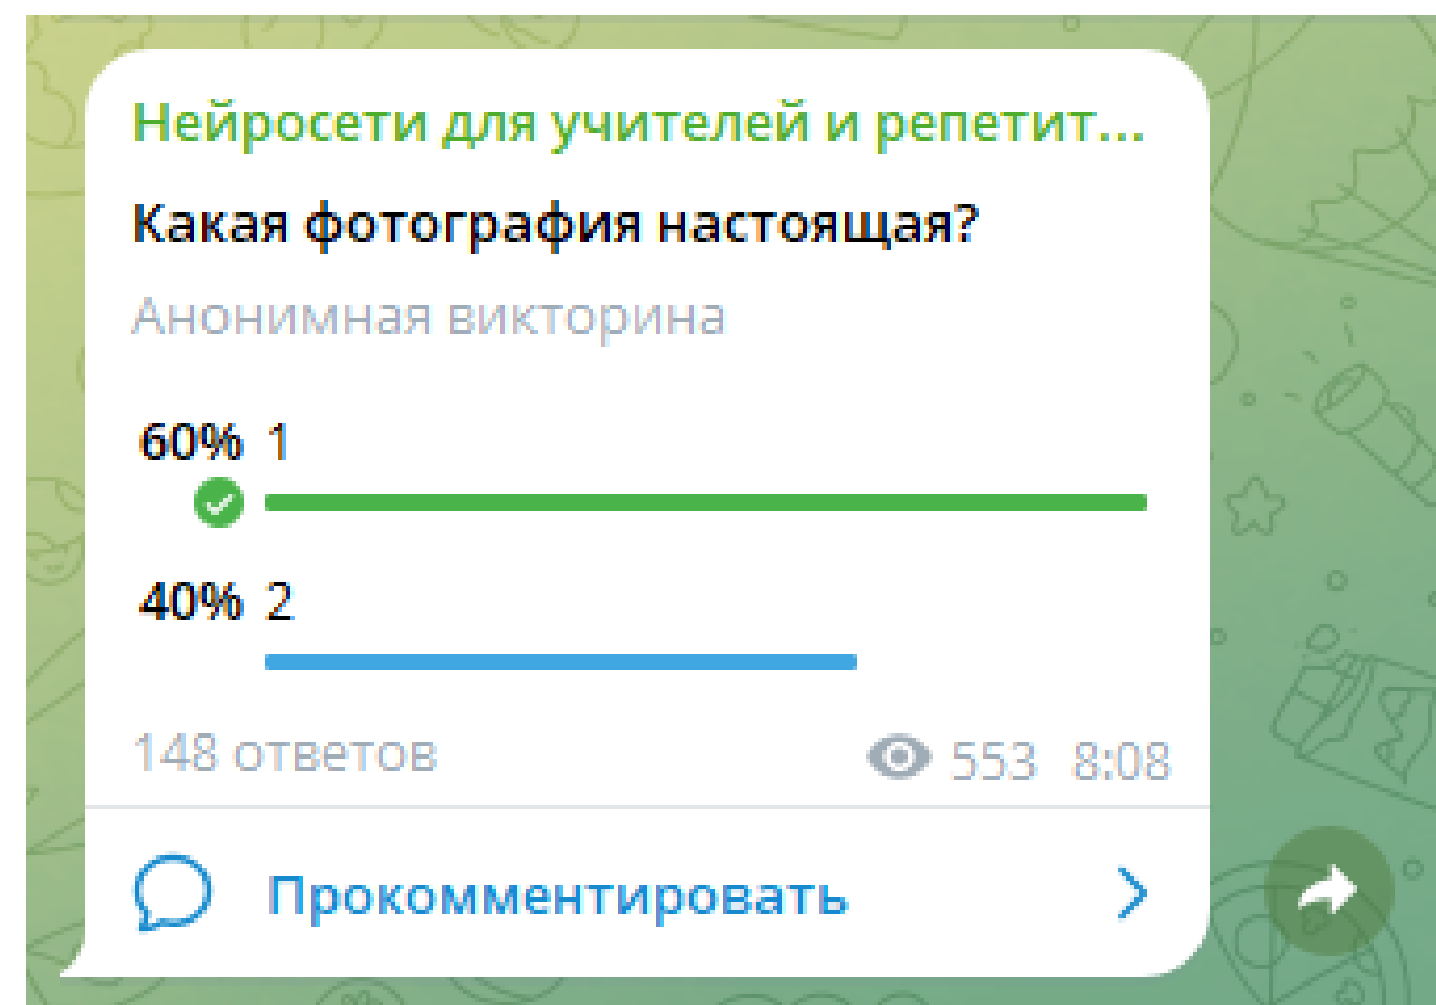 Нейросети для учителей и репетит...
Какая фотография настоящая?
Анонимная викторина
60% 1
40% 2
148 ответов 553 8:08
Прокомментировать